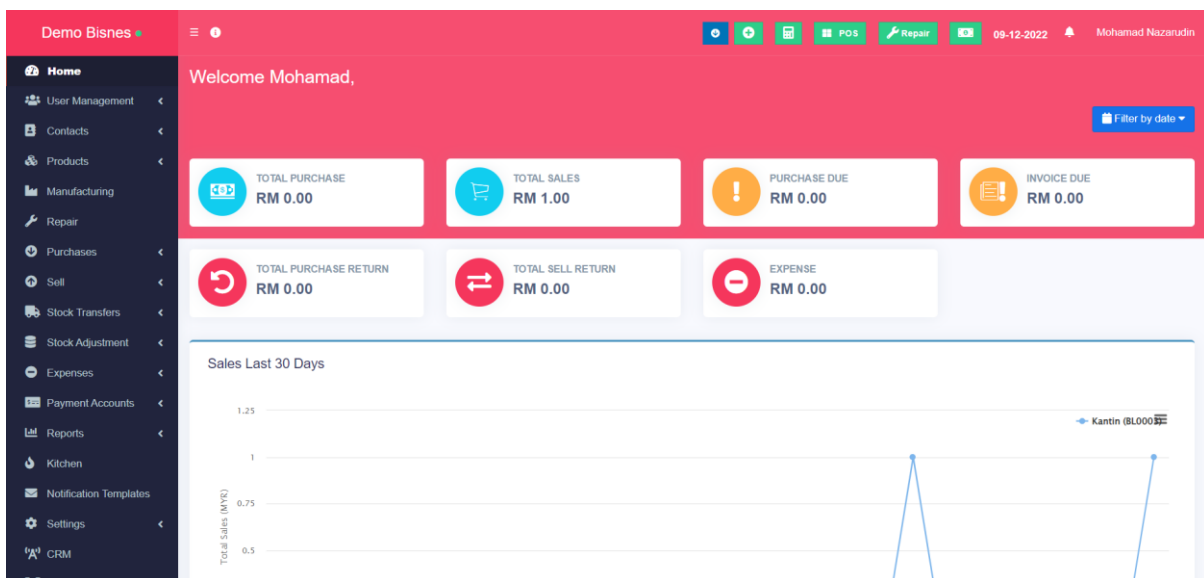 Demo Bisnes
POS
Repair
09-12-2022
Mohamad Nazarudin
Home
User Management
Contacts
Products
Manufacturing
Repair
Purchases
Sell
Stock Transfers
Stock Adjustment
Expenses
Payment Accounts
Reports
Kitchen
Notification Templates
Settings
CRM
Welcome Mohamad,
Filter by date
TOTAL PURCHASE
RM 0.00
TOTAL SALES
RM 1.00
PURCHASE DUE
RM 0.00
INVOICE DUE
RM 0.00
TOTAL PURCHASE RETURN
RM 0.00
TOTAL SELL RETURN
RM 0.00
EXPENSE
RM 0.00
Sales Last 30 Days
Kantin
1.25
1
0.75
0.5
Total Sales (MYR)